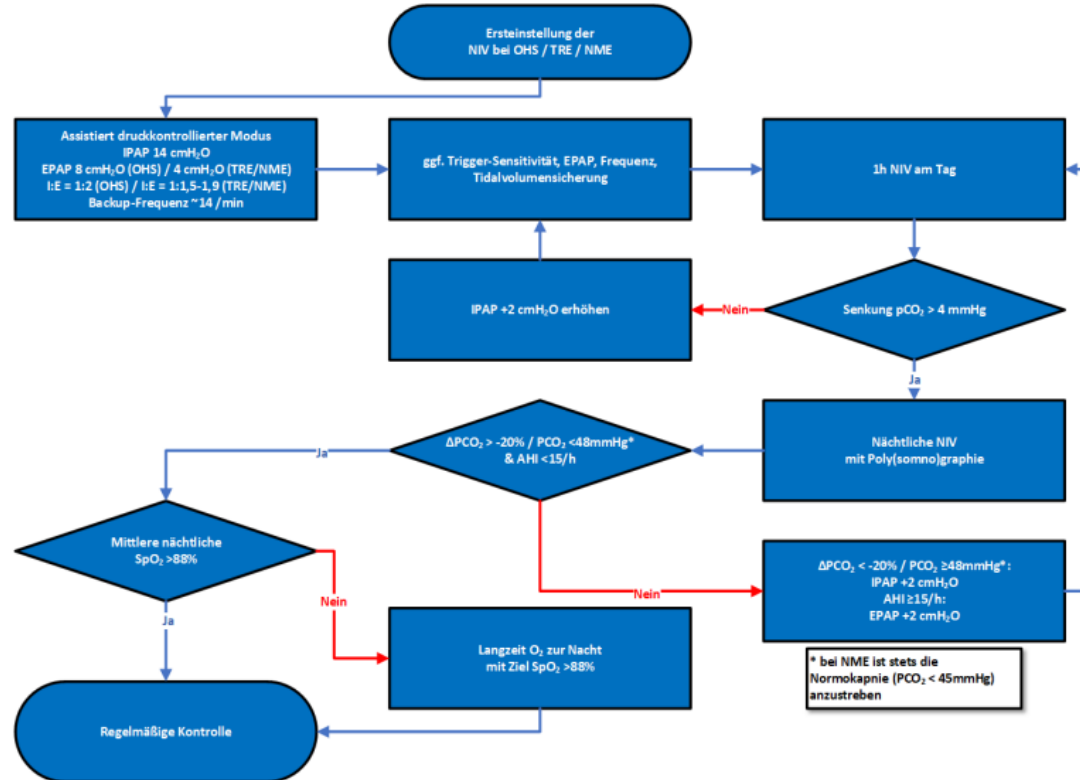 Ersteinstellung der
NIV bei OHS / TRE / NME
Assistiert druckkontrollierter Modus
IPAP 14 cmH₂O
EPAP 8 cmH₂O (OHS) / 4 cmH₂O (TRE/NME)
I:E = 1:2 (OHS) / I:E = 1:1,5-1,9 (TRE/NME)
Backup-Frequenz ~14 /min
ggf. Trigger-Sensitivität, EPAP, Frequenz,
Tidalvolumensicherung
1h NIV am Tag
IPAP +2 cmH₂O erhöhen
Nein
Senkung pCO₂ > 4 mmHg
Ja
Nächtliche NIV
mit Poly(somno)graphie
ΔPCO₂ > -20% / PCO₂ <48mmHg*
& AHI <15/h
Ja
Nein
Mittlere nächtliche
SpO₂ >88%
Nein
Ja
ΔPCO₂ < -20% / PCO₂ ≥48mmHg*:
IPAP +2 cmH₂O
AHI ≥15/h:
EPAP +2 cmH₂O
Langzeit O₂ zur Nacht
mit Ziel SpO₂ >88%
* bei NME ist stets die
Normokapnie (PCO₂ < 45mmHg)
anzustreben
Regelmäßige Kontrolle